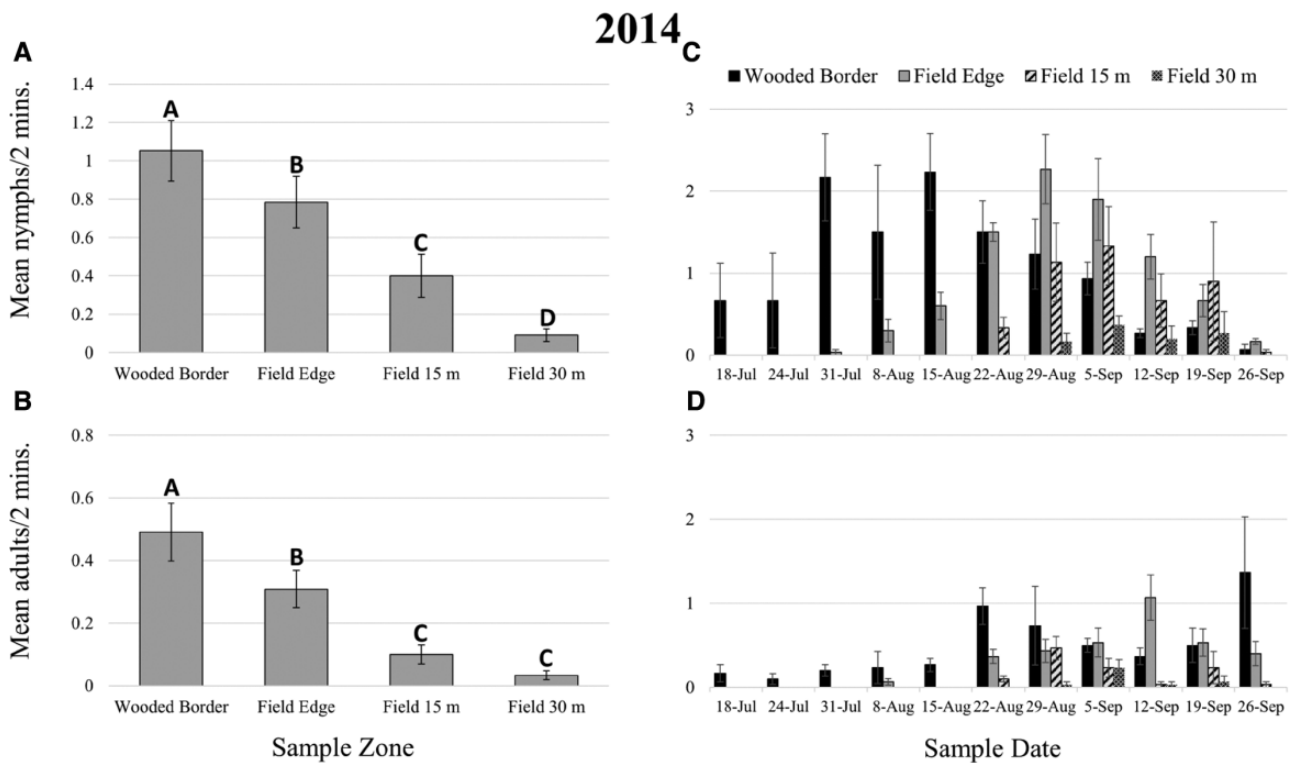 2014
A
Mean nymphs/2 mins.
1.4
1.2
1
0.8
0.6
0.4
0.2
0
A
B
C
D
Wooded Border Field Edge Field 15 m Field 30 m
B
Mean adults/2 mins.
0.8
0.6
0.4
0.2
0
A
B
C
C
Wooded Border Field Edge Field 15 m Field 30 m
Sample Zone
C
Wooded Border Field Edge Field 15 m Field 30 m
3
2
1
0
18-Jul 24-Jul 31-Jul 8-Aug 15-Aug 22-Aug 29-Aug 5-Sep 12-Sep 19-Sep 26-Sep
D
3
2
1
0
18-Jul 24-Jul 31-Jul 8-Aug 15-Aug 22-Aug 29-Aug 5-Sep 12-Sep 19-Sep 26-Sep
Sample Date